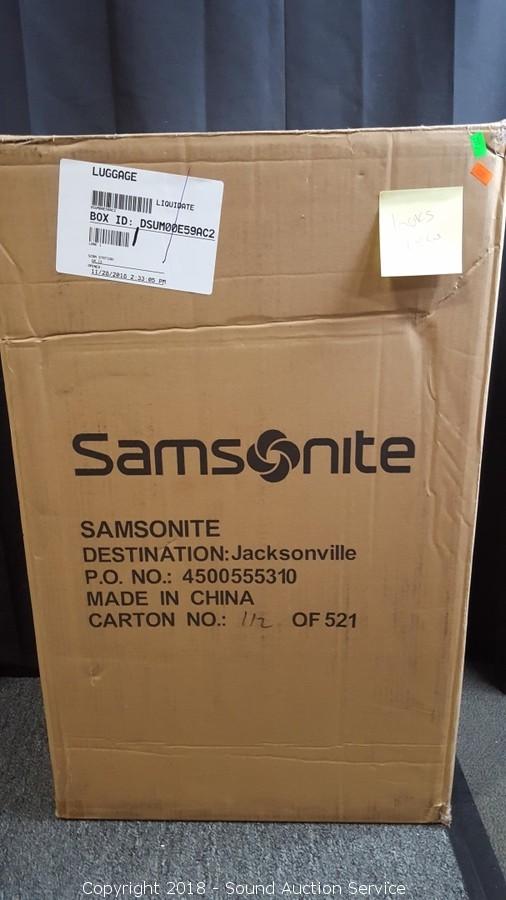 LUGGAGE
LIQUIDATE
BOX ID: DSUM00E59AC2
11/28/2018 2:33:05 PM
Samsonite
SAMSONITE
DESTINATION:Jacksonville
P.O. NO.: 4500555310
MADE IN CHINA
CARTON NO.: 112 OF 521
Copyright 2018 - Sound Auction Service